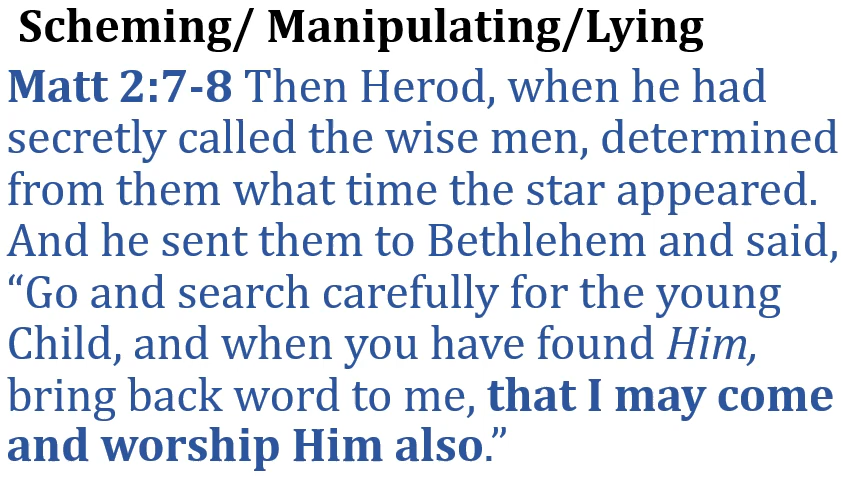 Scheming/ Manipulating/Lying
Matt 2:7-8 Then Herod, when he had
secretly called the wise men, determined
from them what time the star appeared.
And he sent them to Bethlehem and said,
“Go and search carefully for the young
Child, and when you have found Him,
bring back word to me, that I may come
and worship Him also.”